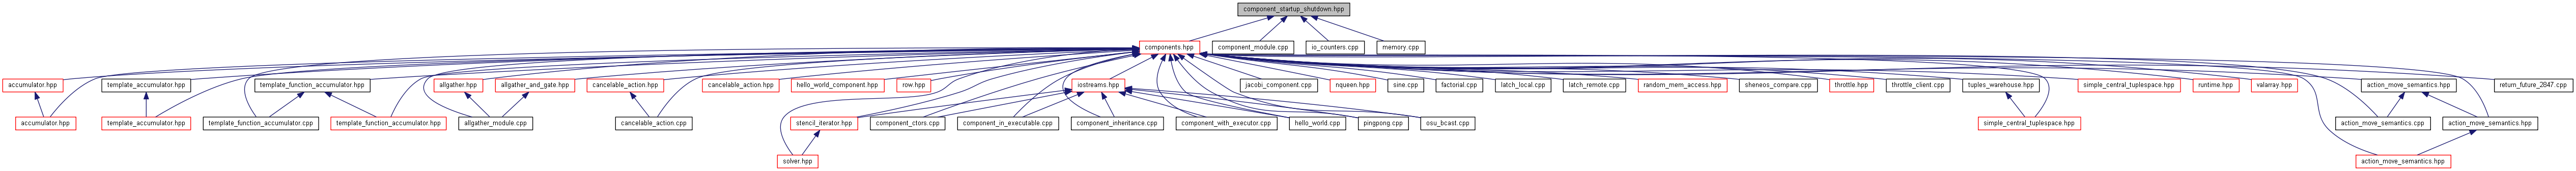 component_startup_shutdown.hpp
components.hpp
component_module.cpp
io_counters.cpp
memory.cpp
accumulator.hpp
template_accumulator.hpp
template_function_accumulator.hpp
allgather.hpp
allgather_and_gate.hpp
cancelable_action.hpp
cancelable_action.hpp
hello_world_component.hpp
row.hpp
iostreams.hpp
jacobi_component.cpp
nqueen.hpp
sine.cpp
factorial.cpp
latch_local.cpp
latch_remote.cpp
random_mem_access.hpp
sheneos_compare.cpp
throttle.hpp
throttle_client.cpp
tuples_warehouse.hpp
simple_central_tuplespace.hpp
runtime.hpp
valarray.hpp
action_move_semantics.hpp
return_future_2847.cpp
accumulator.hpp
template_accumulator.hpp
template_function_accumulator.cpp
template_function_accumulator.hpp
allgather_module.cpp
cancelable_action.cpp
stencil_iterator.hpp
component_ctors.cpp
component_in_executable.cpp
component_inheritance.cpp
component_with_executor.cpp
hello_world.cpp
pingpong.cpp
osu_bcast.cpp
simple_central_tuplespace.hpp
action_move_semantics.cpp
action_move_semantics.hpp
solver.hpp
action_move_semantics.hpp